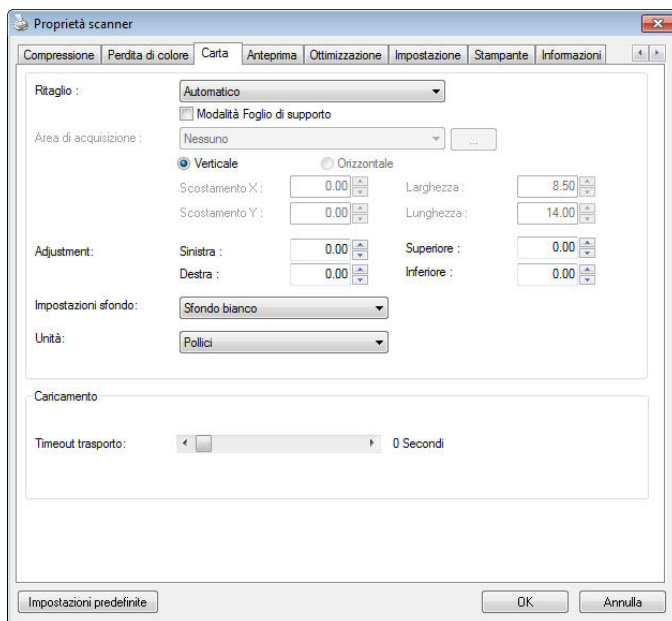 Proprietà scanner
Compressione Perdita di colore Carta Anteprima Ottimizzazione Impostazione Stampante Informazioni
Ritaglio : Automatico
Modalità Foglio di supporto
Area di acquisizione : Nessuno ...
Verticale Orizzontale
Scostamento X : 0.00 Larghezza : 8.50
Scostamento Y : 0.00 Lunghezza : 14.00
Adjustment: Sinistra : 0.00 Superiore : 0.00
Destra : 0.00 Inferiore : 0.00
Impostazioni sfondo: Sfondo bianco
Unità: Pollici
Caricamento
Timeout trasporto: 0 Secondi
Impostazioni predefinite OK Annulla